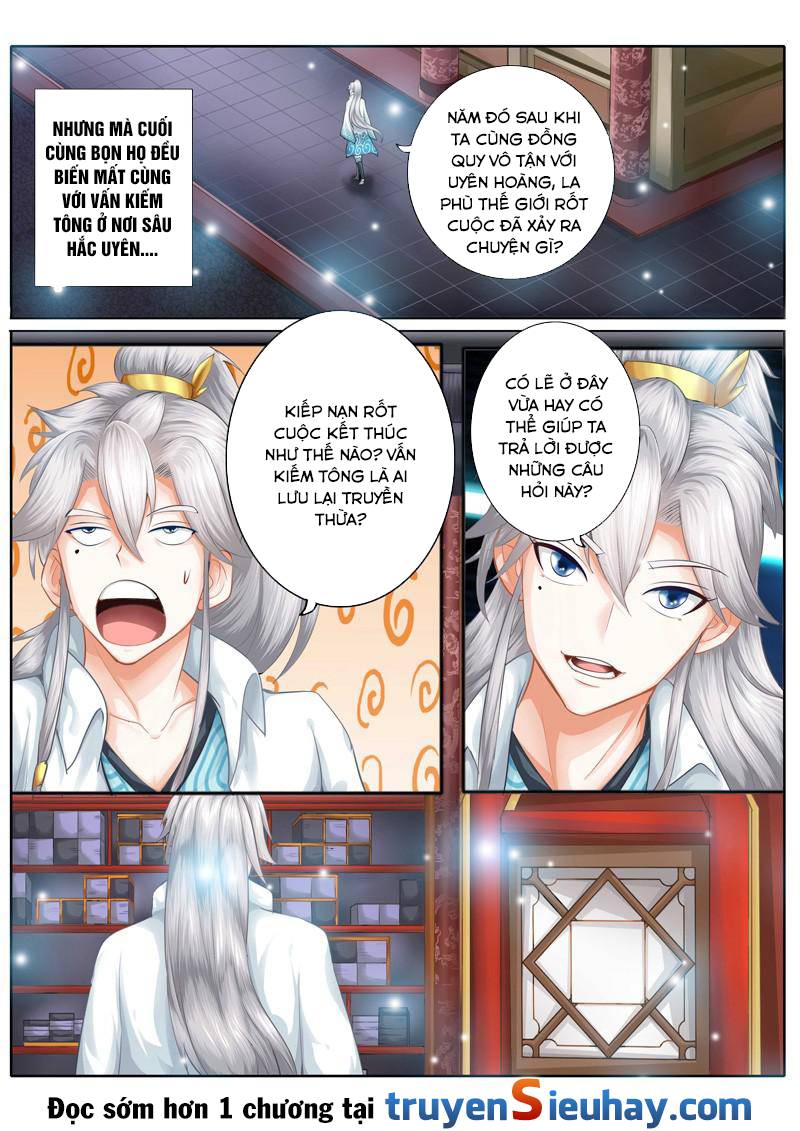 NHƯNG MÀ CUỐI
CÙNG BỌN HỌ ĐỀU
BIẾN MẤT CÙNG
VỚI VẤN KIẾM
TÔNG Ở NƠI SÂU
HẮC UYÊN....
NĂM ĐÓ SAU KHI
TA CÙNG ĐỒNG
QUY VÔ TẬN VỚI
UYÊN HOÀNG, LA
PHÙ THẾ GIỚI RỐT
CUỘC ĐÃ XẢY RA
CHUYỆN GÌ?
KIẾP NẠN RỐT
CUỘC KẾT THÚC
NHƯ THẾ NÀO? VẤN
KIẾM TÔNG LÀ AI
LƯU LẠI TRUYỀN
THỪA?
CÓ LẼ Ở ĐÂY
VỪA HAY CÓ
THỂ GIÚP TA
TRẢ LỜI ĐƯỢC
NHỮNG CÂU
HỎI NÀY?
Đọc sớm hơn 1 chương tại truyenSieuhay.com